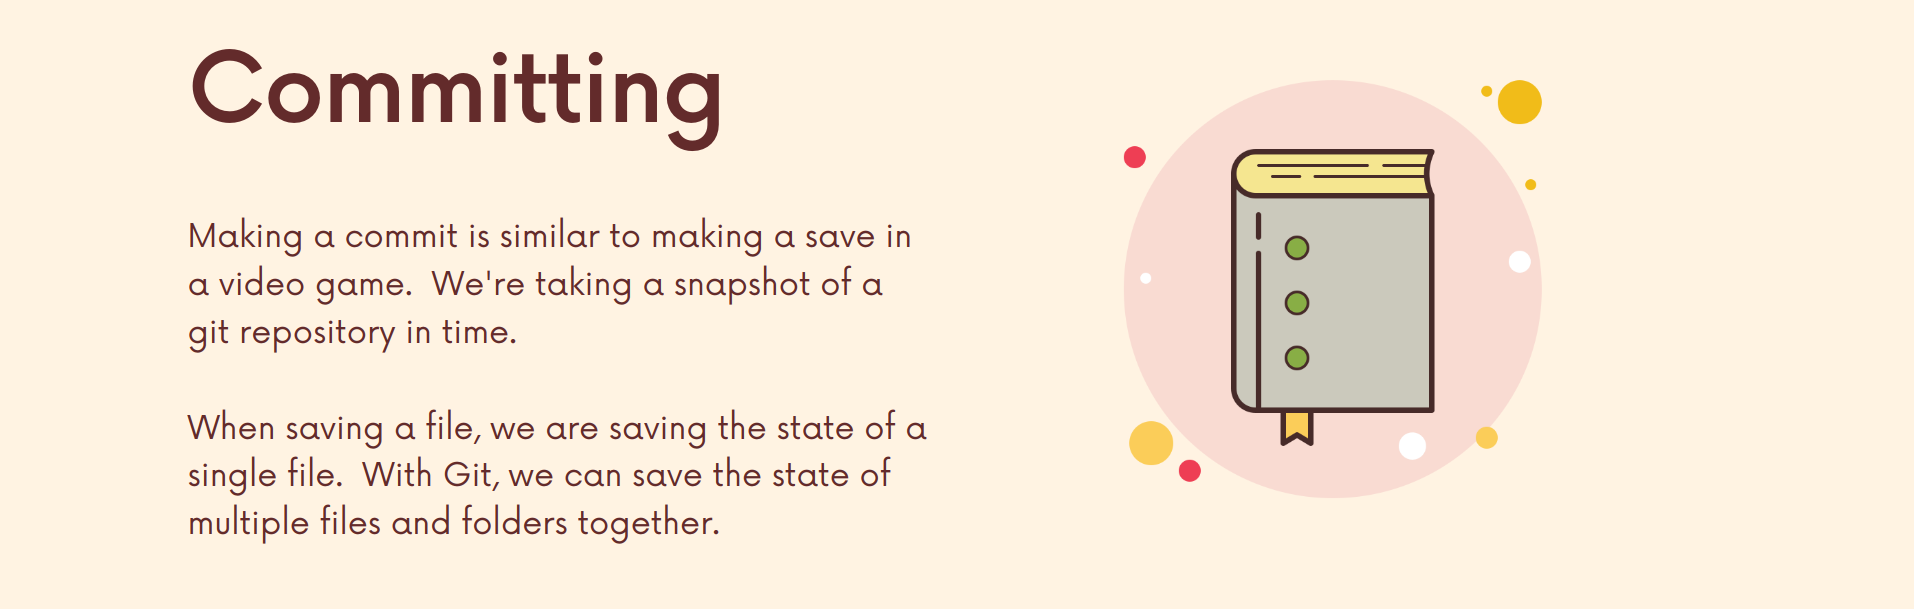 Committing
Making a commit is similar to making a save in
a video game.  We're taking a snapshot of a
git repository in time.
When saving a file, we are saving the state of a
single file.  With Git, we can save the state of
multiple files and folders together.